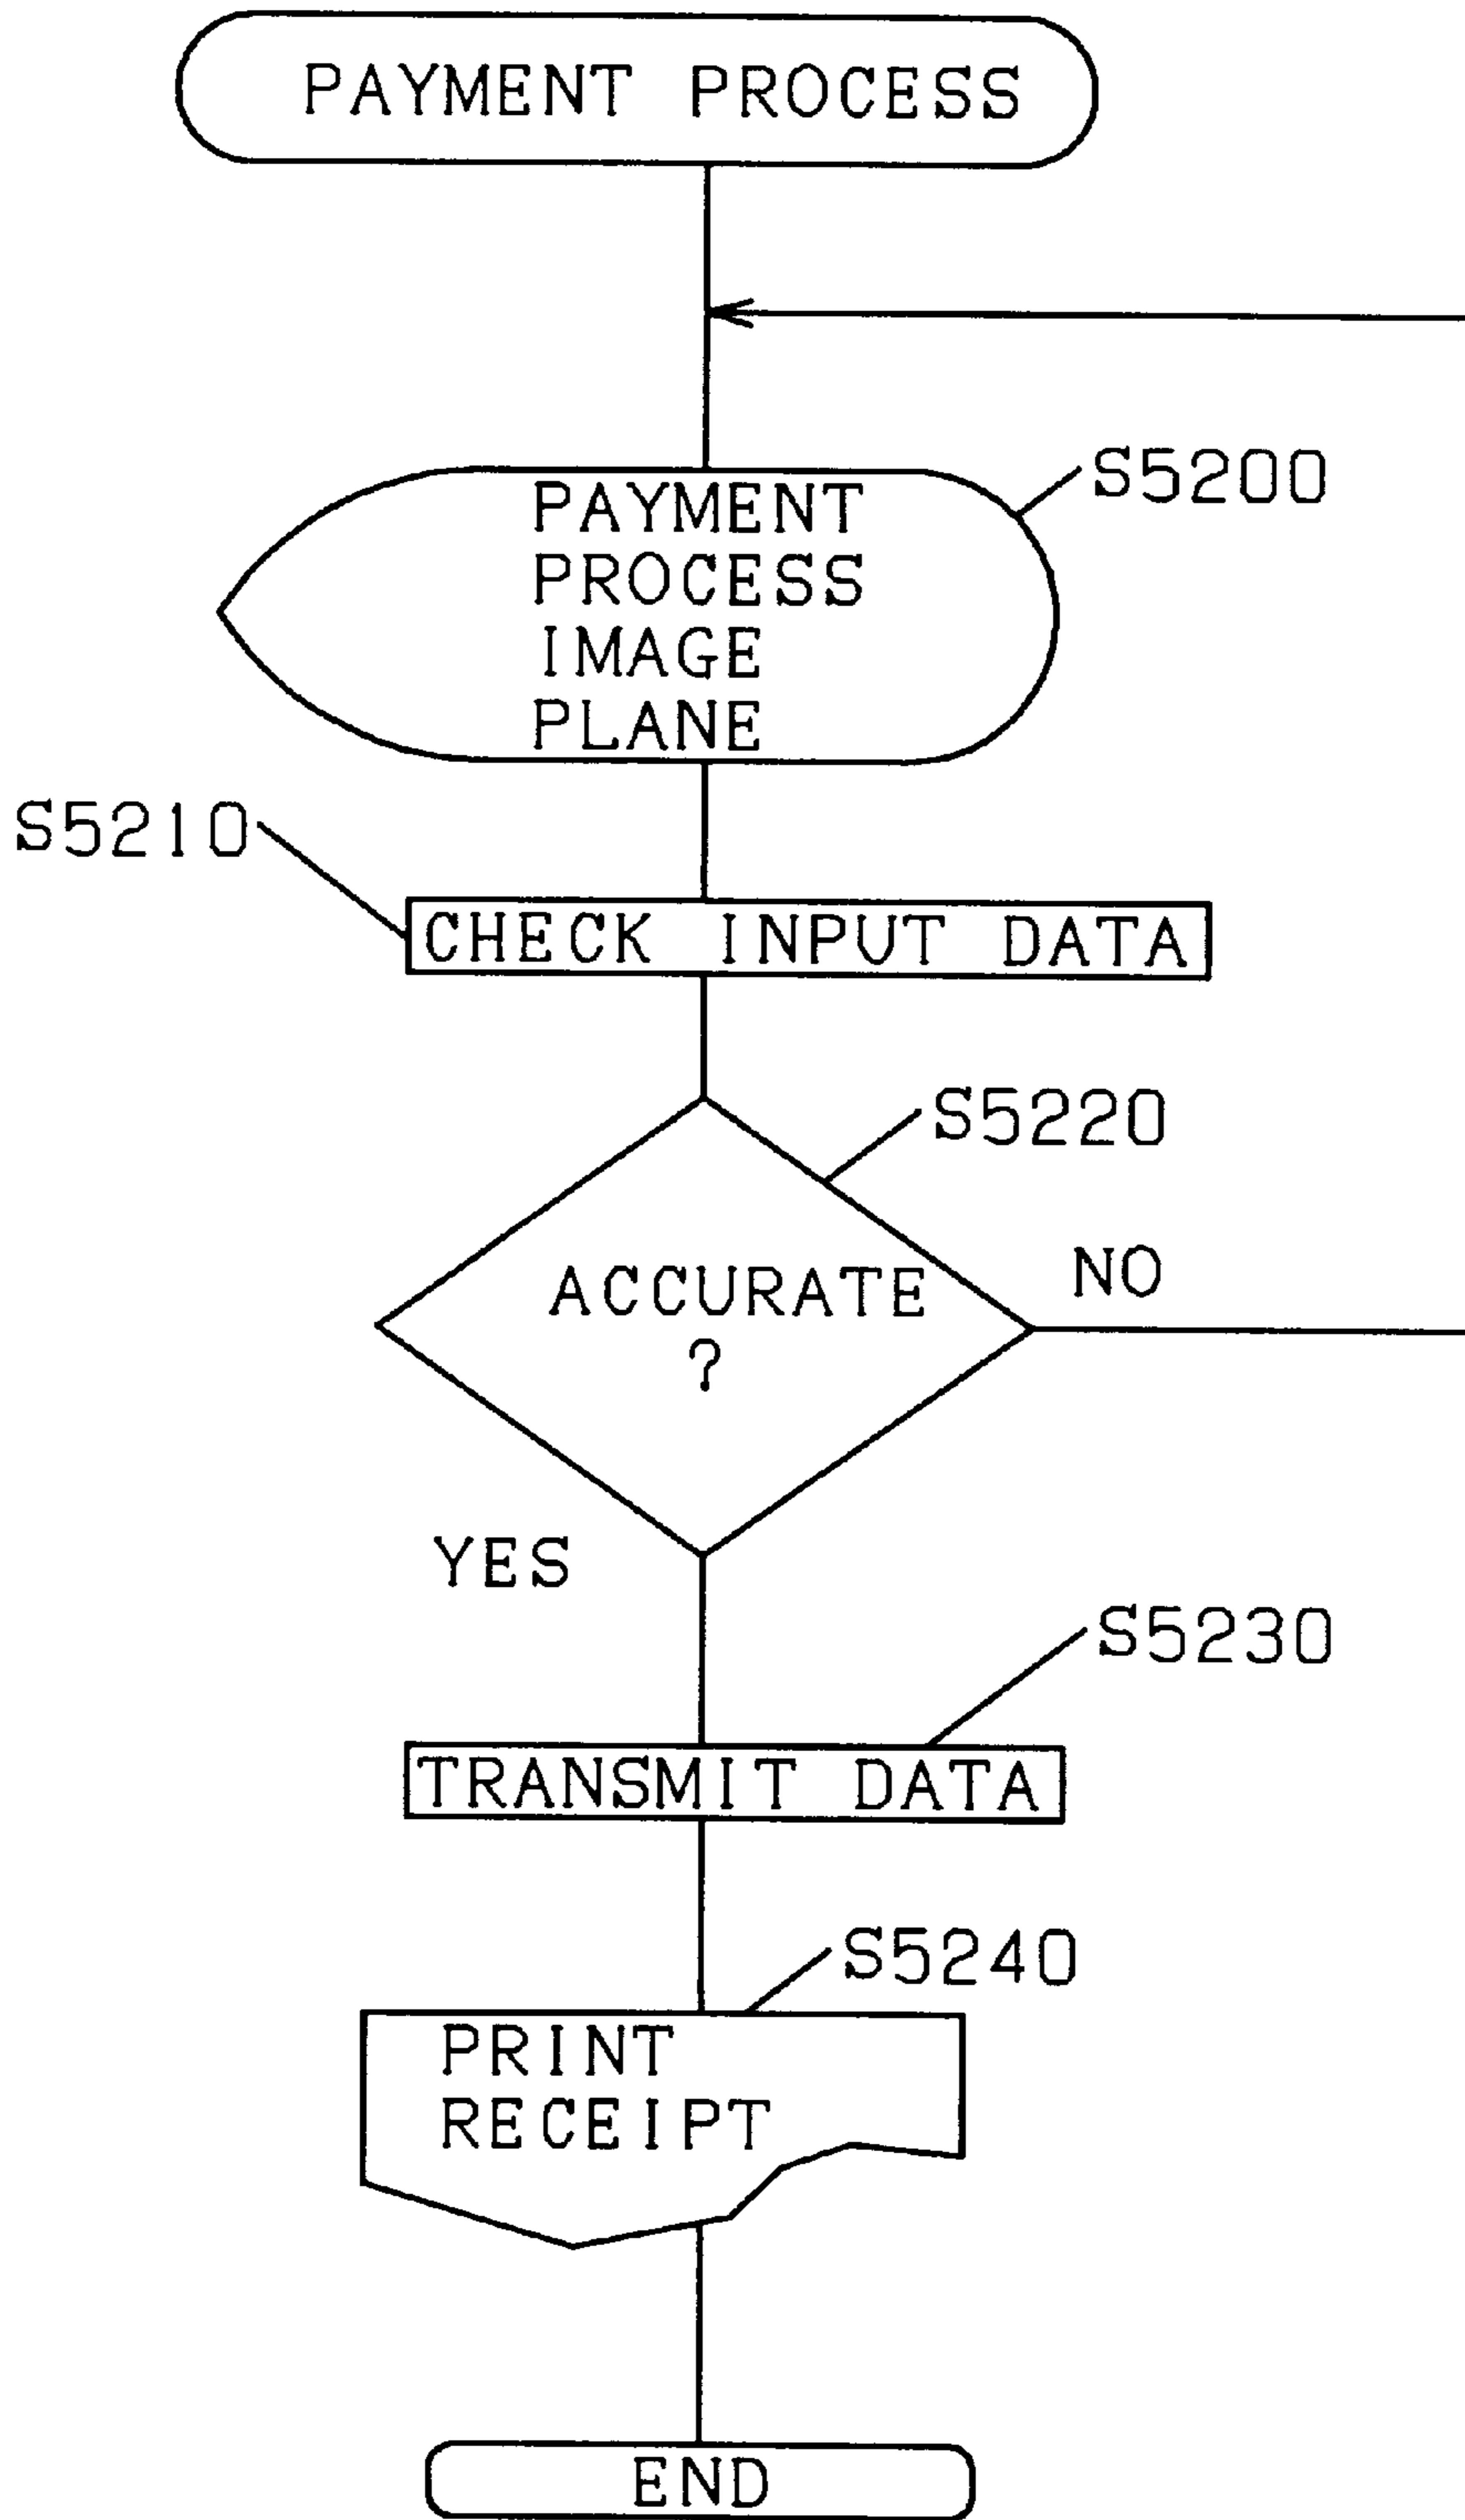 PAYMENT PROCESS
S5200
PAYMENT
PROCESS
IMAGE
PLANE
S5210
CHECK INPUT DATA
S5220
ACCURATE
?
NO
YES
S5230
TRANSMIT DATA
S5240
PRINT
RECEIPT
END